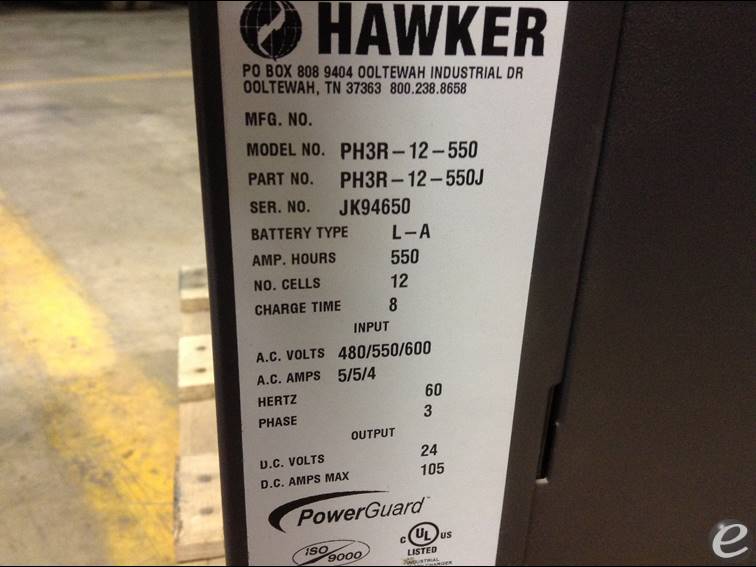 HAWKER
PO BOX 808 9404 OOLTEWAH INDUSTRIAL DR
OOLTEWAH, TN 37363 800.238.8658
MFG. NO.
MODEL NO. PH3R-12-550
PART NO. PH3R-12-550J
SER. NO. JK94650
BATTERY TYPE L-A
AMP. HOURS 550
NO. CELLS 12
CHARGE TIME 8
INPUT
A.C. VOLTS 480/550/600
A.C. AMPS 5/5/4
HERTZ 60
PHASE 3
OUTPUT
D.C. VOLTS 24
D.C. AMPS MAX 105
PowerGuard™
ISO 9000
C UL US
LISTED
INDUSTRIAL
e